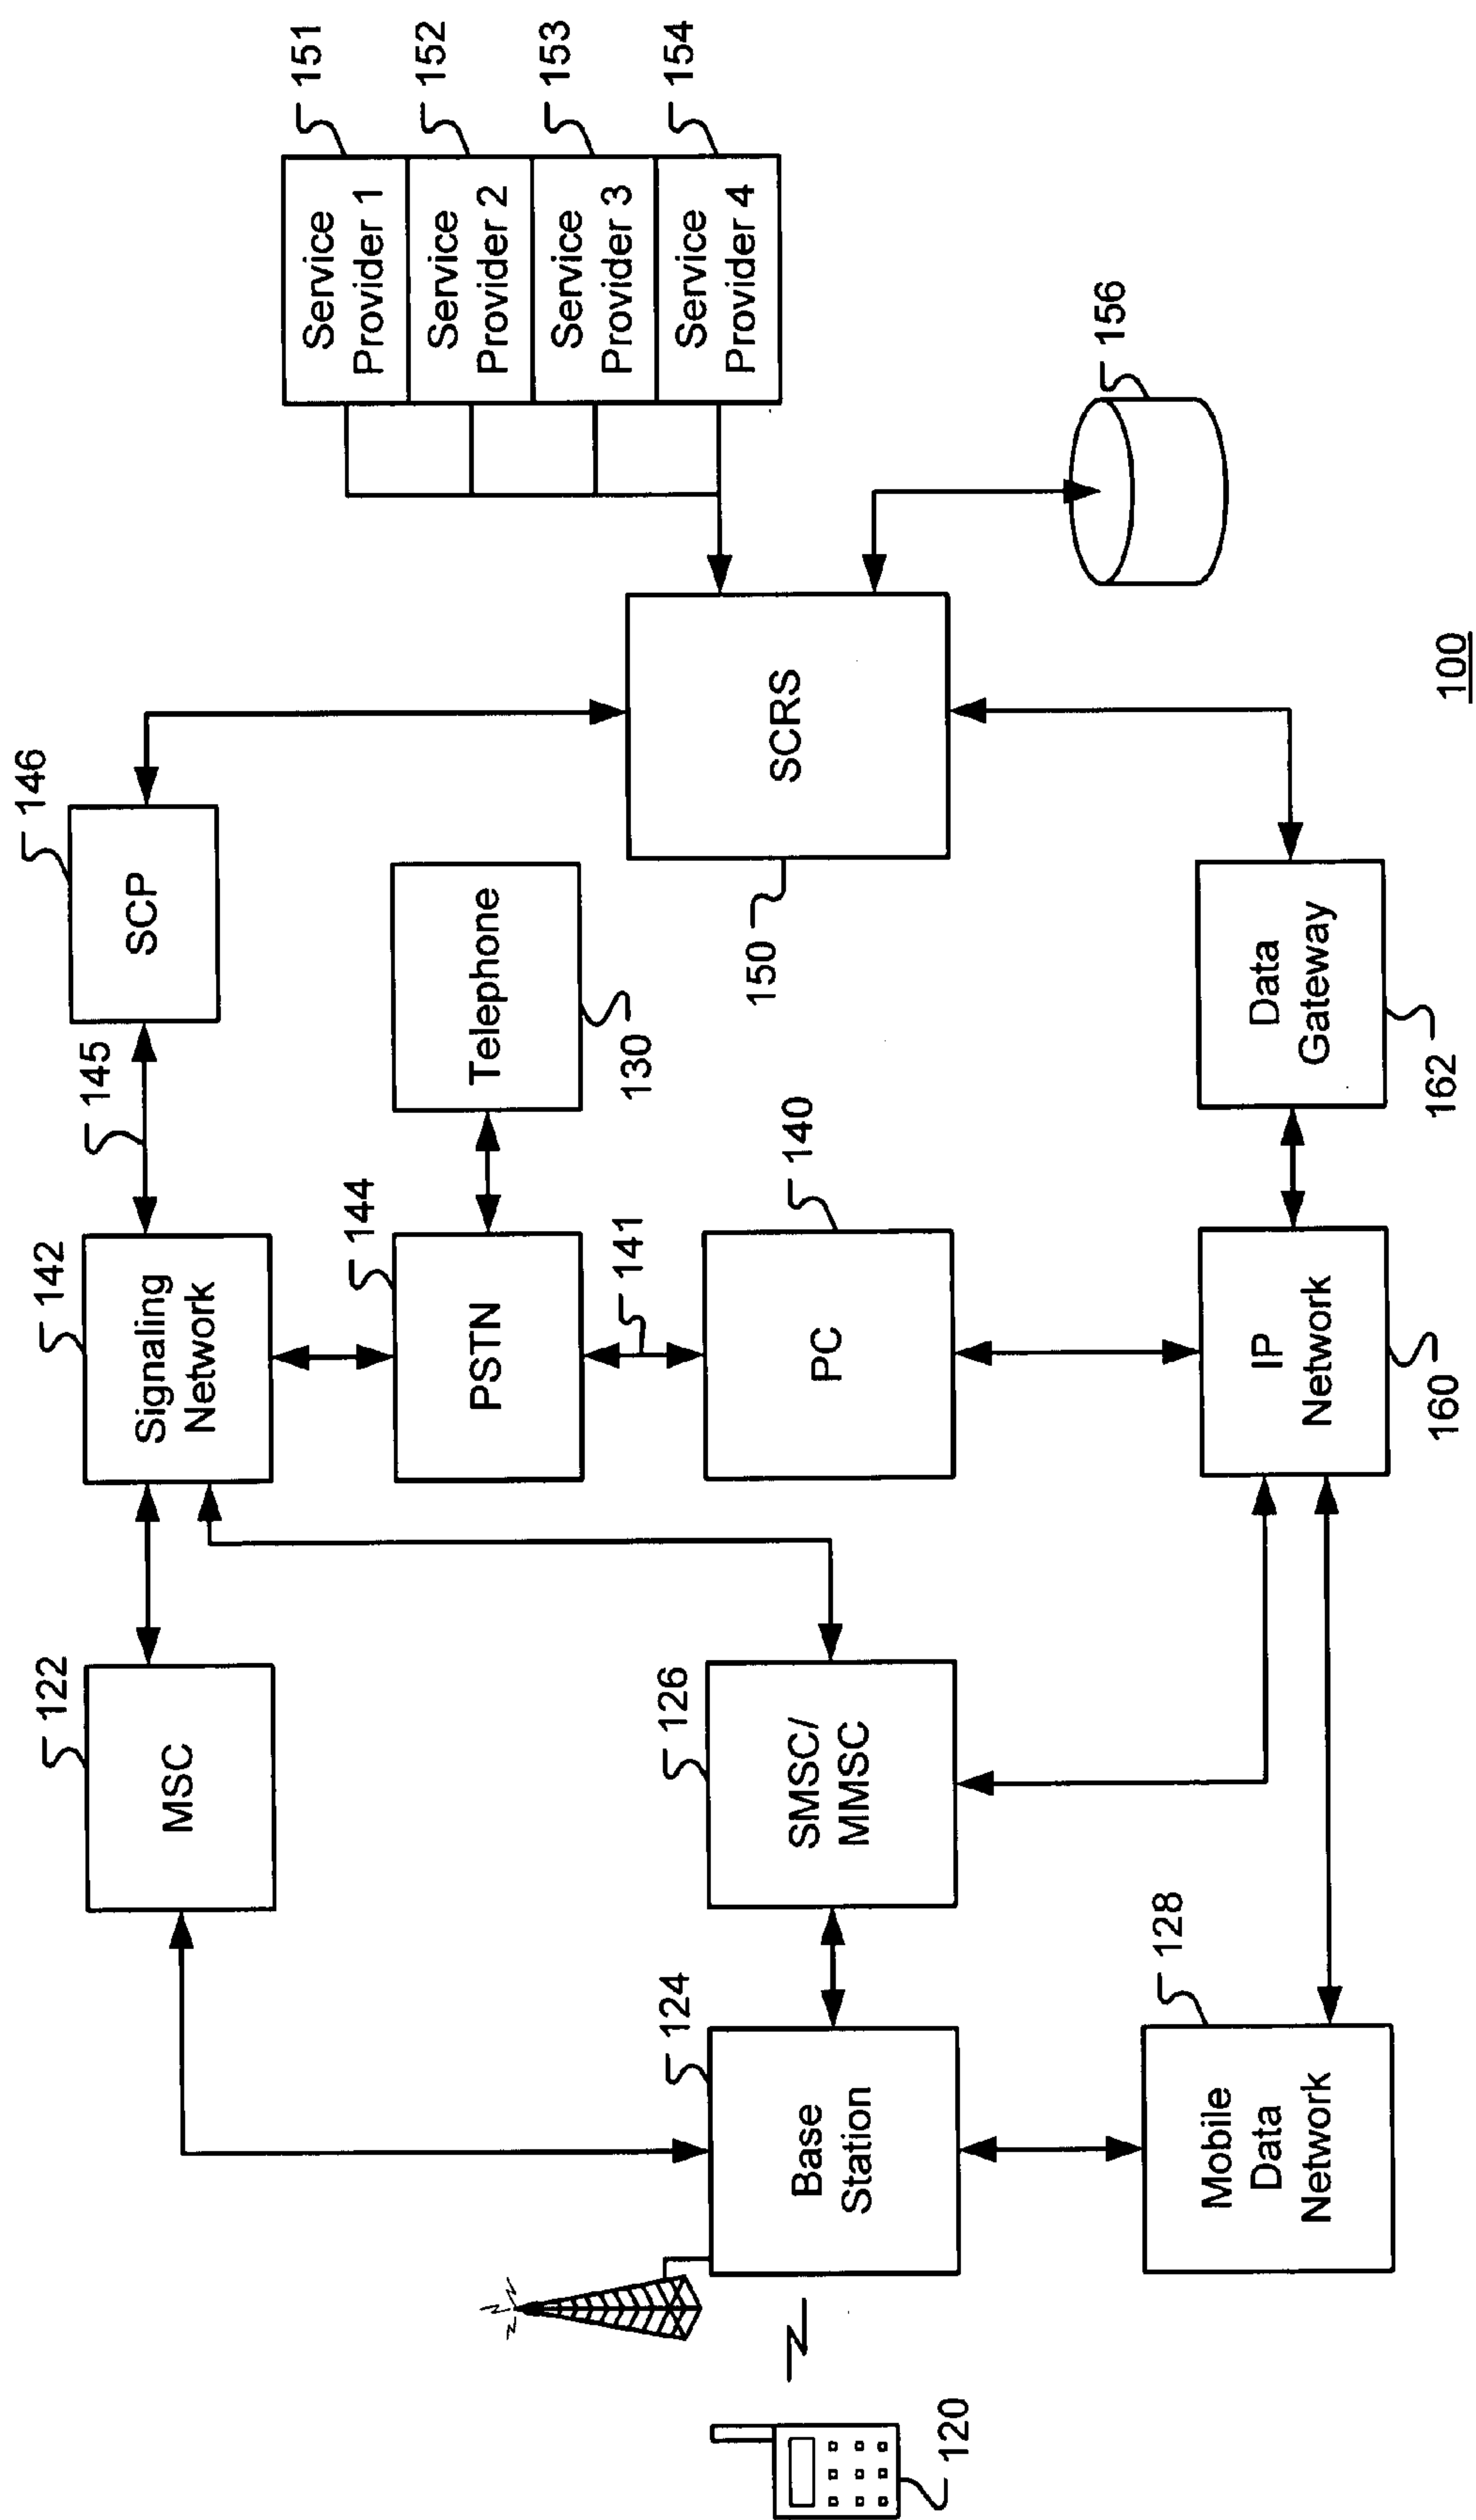 146
SCP
145
142
Signaling
Network
122
MSC
151
Service
Provider 1
152
Service
Provider 2
153
Service
Provider 3
154
Service
Provider 4
Telephone
130
144
PSTN
141
SCRS
150
140
PC
126
SMSC/
MMSC
124
Base
Station
120
156
Data
Gateway
162
IP
Network
160
128
Mobile
Data
Network
100